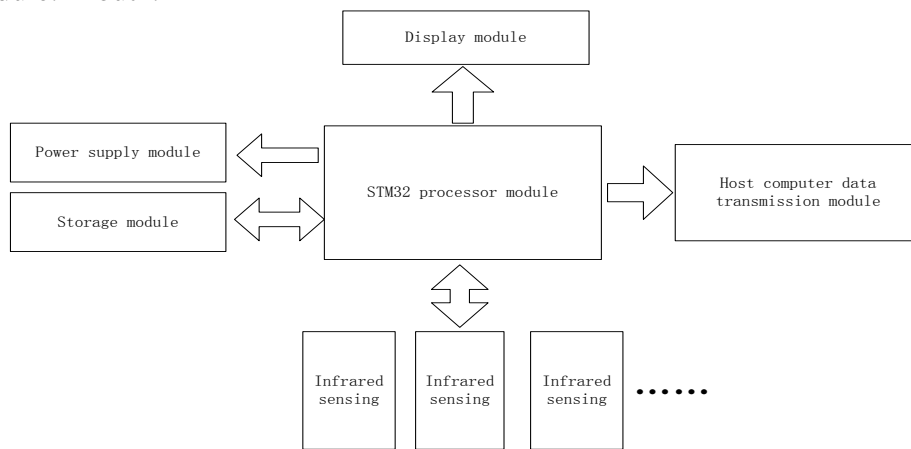 Display module
Power supply module
STM32 processor module
Host computer data
transmission module
Storage module
Infrared
sensing
Infrared
sensing
Infrared
sensing
......